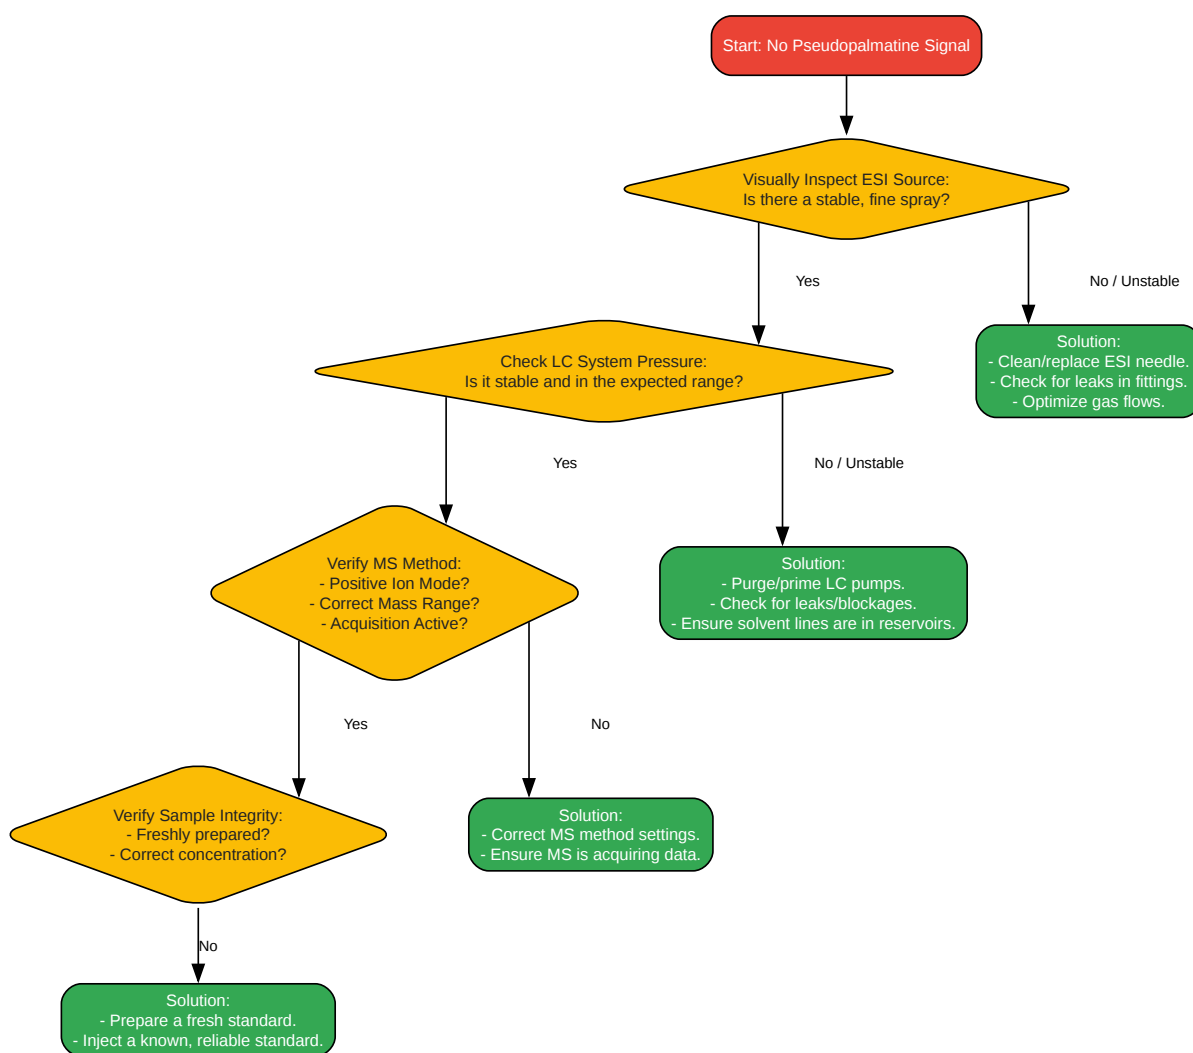 Start: No Pseudopalmatine Signal
Visually Inspect ESI Source:
Is there a stable, fine spray?
Yes
No / Unstable
Solution:
- Clean/replace ESI needle.
- Check for leaks in fittings.
- Optimize gas flows.
Check LC System Pressure:
Is it stable and in the expected range?
Yes
No / Unstable
Solution:
- Purge/prime LC pumps.
- Check for leaks/blockages.
- Ensure solvent lines are in reservoirs.
Verify MS Method:
- Positive Ion Mode?
- Correct Mass Range?
- Acquisition Active?
Yes
No
Solution:
- Correct MS method settings.
- Ensure MS is acquiring data.
Verify Sample Integrity:
- Freshly prepared?
- Correct concentration?
No
Solution:
- Prepare a fresh standard.
- Inject a known, reliable standard.